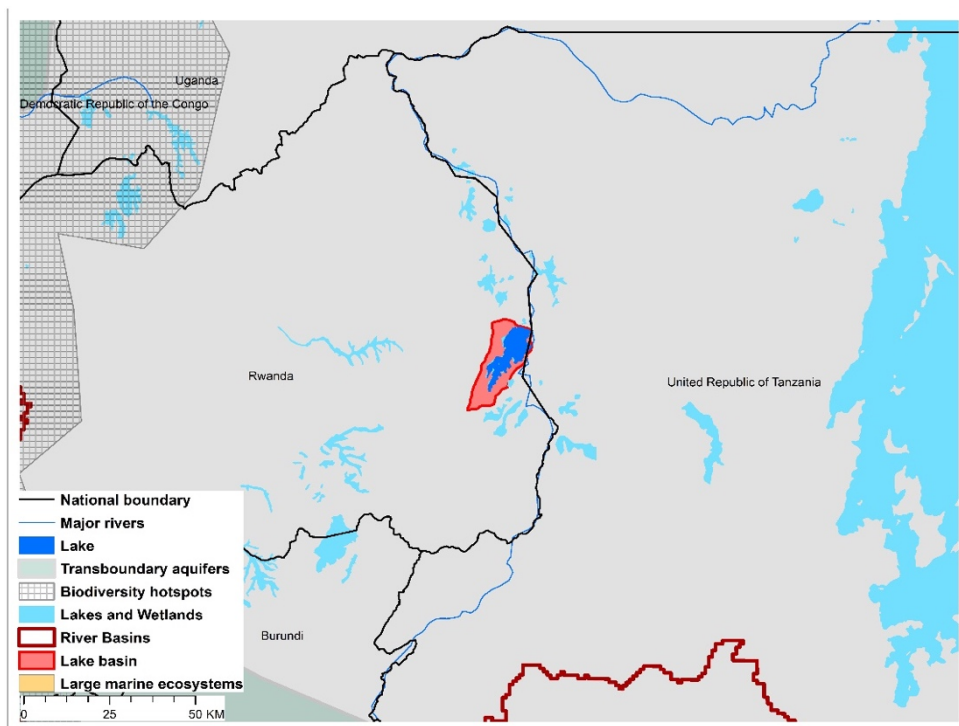 Uganda
Democratic Republic of the Congo
Rwanda
United Republic of Tanzania
National boundary
Major rivers
Lake
Transboundary aquifers
Biodiversity hotspots
Lakes and Wetlands
River Basins
Lake basin
Large marine ecosystems
Burundi
0 25 50 KM